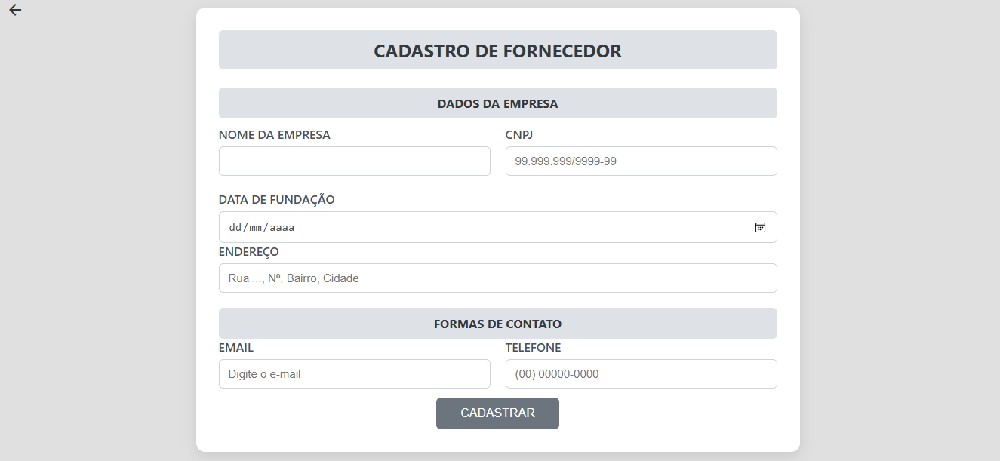 CADASTRO DE FORNECEDOR
DADOS DA EMPRESA
NOME DA EMPRESA
CNPJ
99.999.999/9999-99
DATA DE FUNDAÇÃO
dd/mm/aaaa
ENDEREÇO
Rua ..., Nº, Bairro, Cidade
FORMAS DE CONTATO
EMAIL
TELEFONE
Digite o e-mail
(00) 00000-0000
CADASTRAR